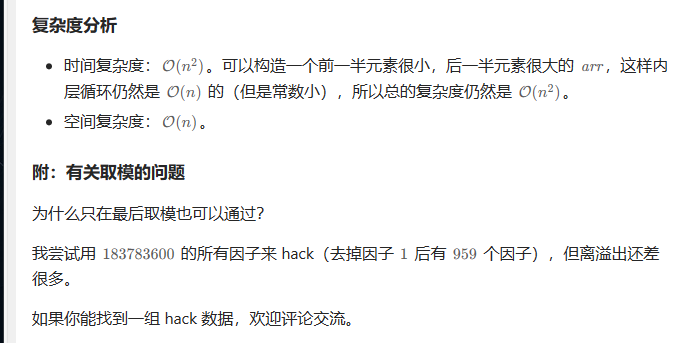 复杂度分析
• 时间复杂度：O(n²)。可以构造一个前一半元素很小，后一半元素很大的 arr，这样内
层循环仍然是 O(n) 的（但是常数小），所以总的复杂度仍然是 O(n²)。
• 空间复杂度：O(n)。
附：有关取模的问题
为什么只在最后取模也可以通过？
我尝试用 183783600 的所有因子来 hack（去掉因子 1 后有 959 个因子），但离溢出还差
很多。
如果你能找到一组 hack 数据，欢迎评论交流。